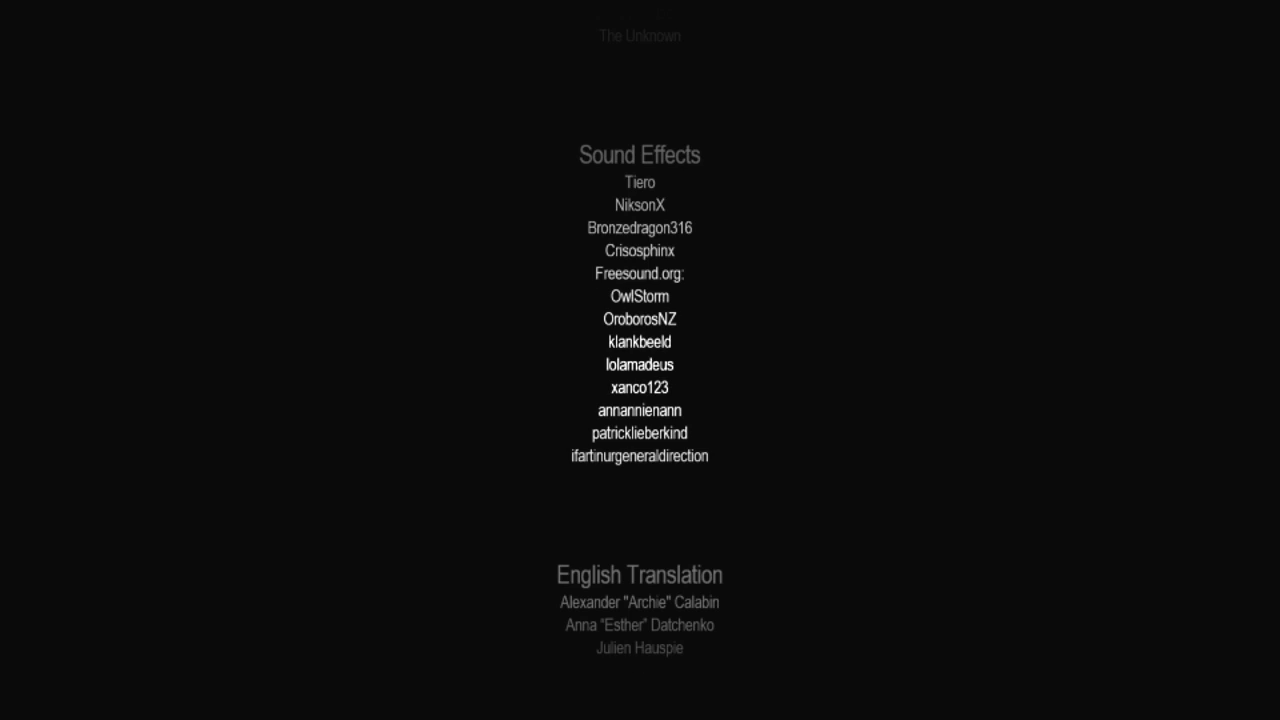 The Unknown
Sound Effects
Tiero
NiksonX
Bronzedragon316
Crisosphinx
Freesound.org:
OwlStorm
OroborosNZ
klankbeeld
lolamadeus
xanco123
annannienann
patricklieberkind
ifartinurgeneraldirection
English Translation
Alexander "Archie" Calabin
Anna "Esther" Datchenko
Julien Hauspie